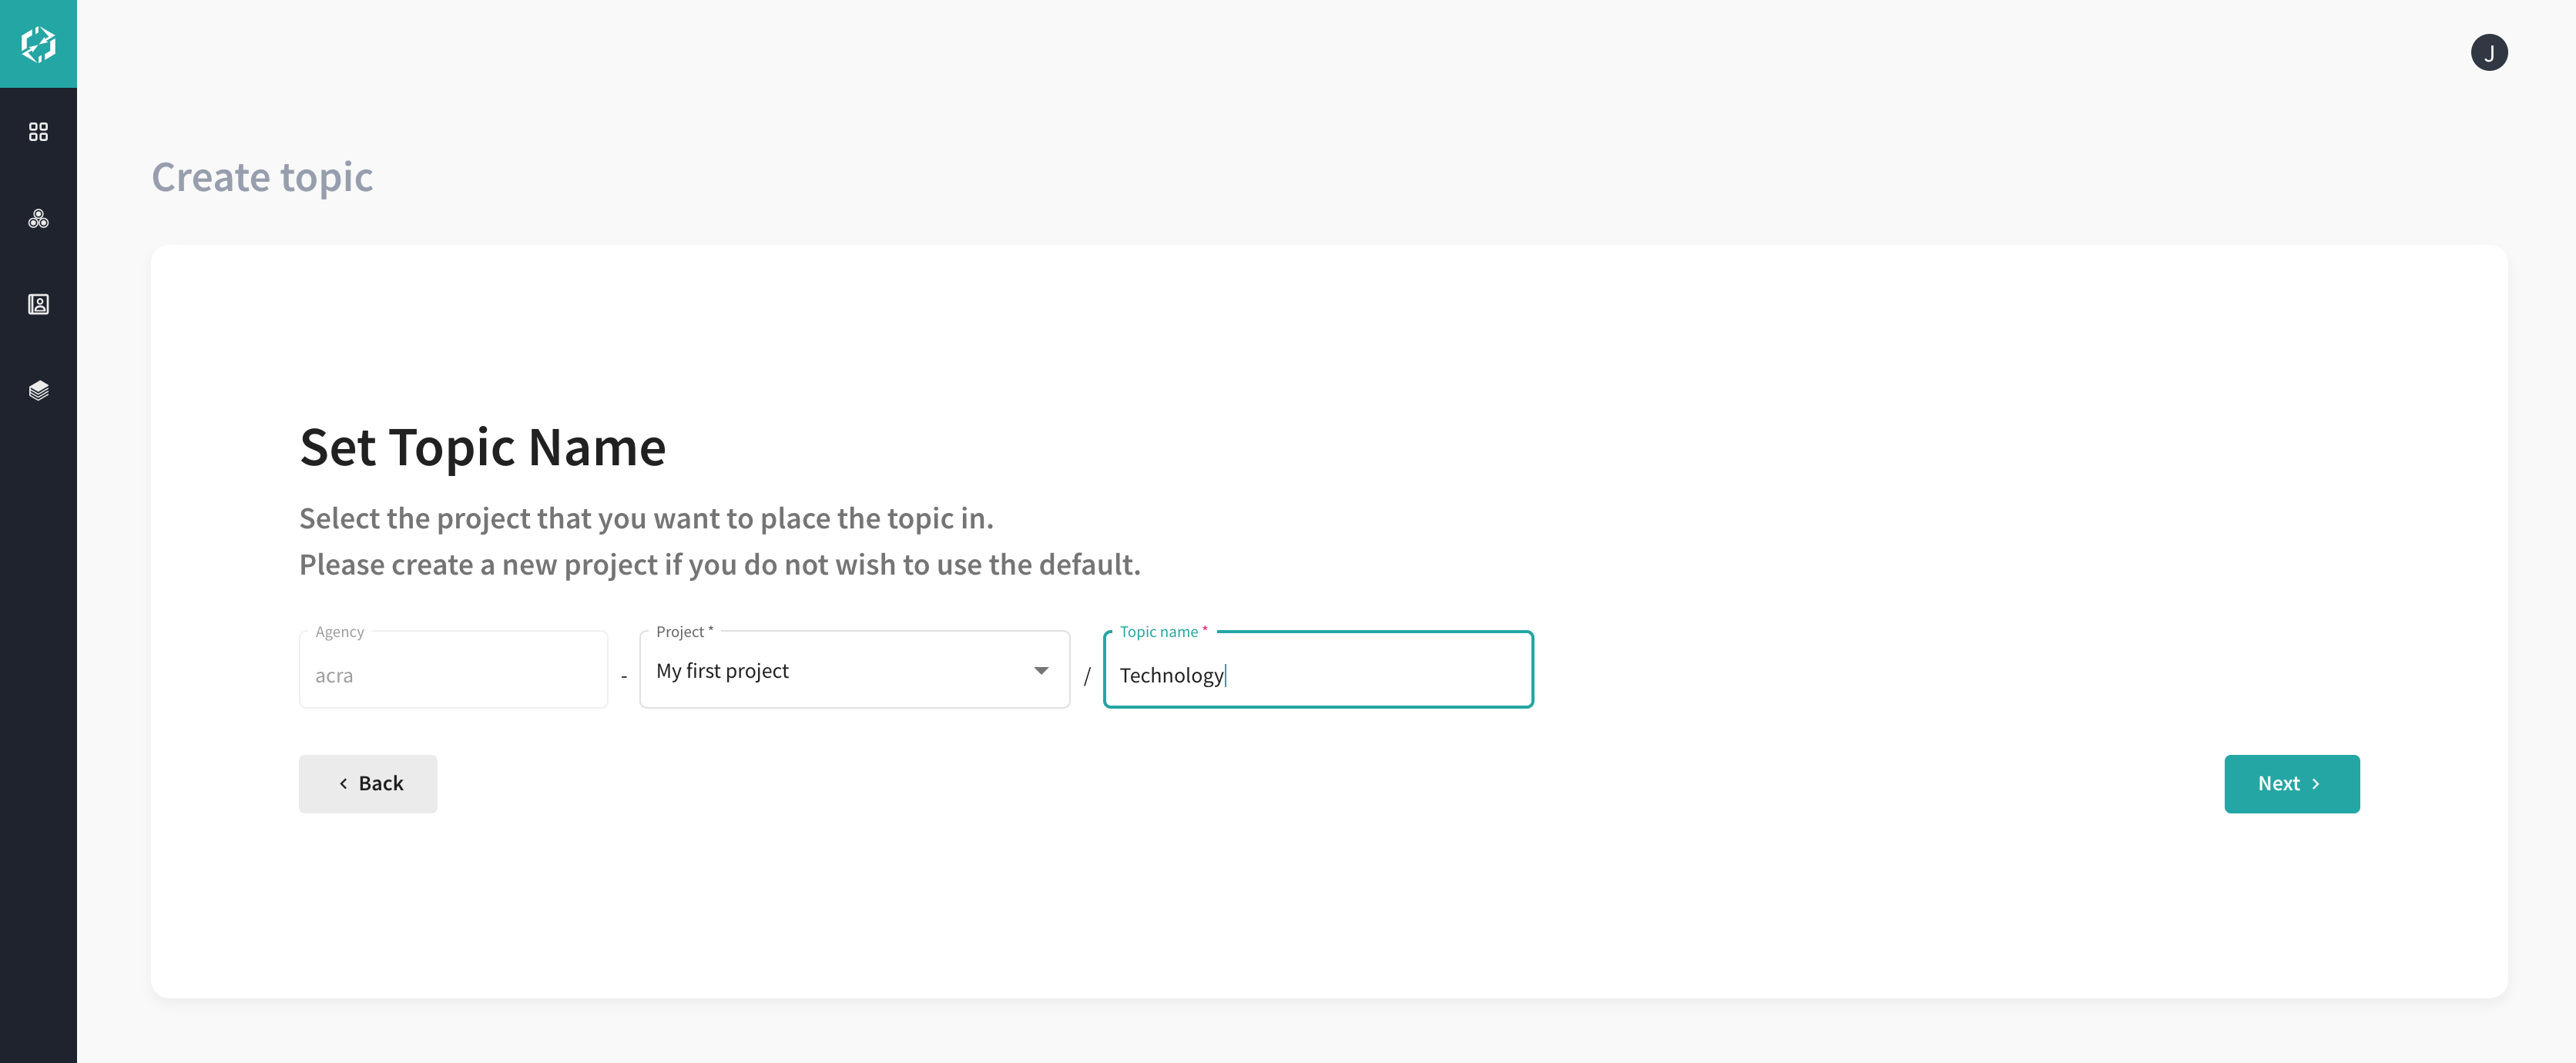 J
Create topic
Set Topic Name
Select the project that you want to place the topic in.
Please create a new project if you do not wish to use the default.
Agency
acra
-
Project *
My first project
/
Topic name *
Technology
Back
Next